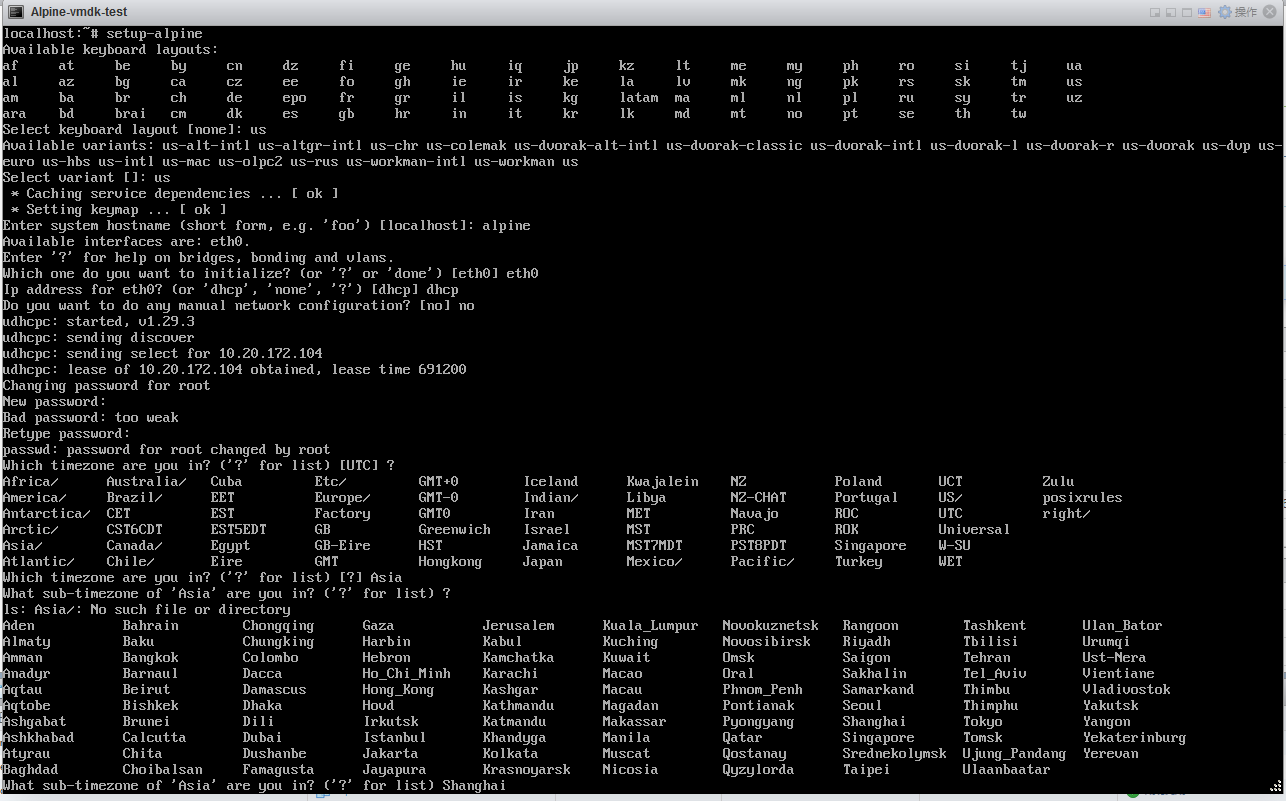 Alpine-vmdk-test 操作
localhost:~# setup-alpine
Available keyboard layouts:
af at be by cn dz fi ge hu iq jp kz lt me my ph ro si tj ua
al az bg ca cz ee fo gh ie ir ke la lv mk ng pk rs sk tm us
am ba br ch de epo fr gr il is kg latam ma ml nl pl ru sy tr uz
ara bd brai cm dk es gb hr in it kr lk md mt no pt se th tw
Select keyboard layout [none]: us
Available variants: us-alt-intl us-altgr-intl us-chr us-colemak us-dvorak-alt-intl us-dvorak-classic us-dvorak-intl us-dvorak-l us-dvorak-r us-dvorak us-dvp us-
euro us-hbs us-intl us-mac us-olpc2 us-rus us-workman-intl us-workman us
Select variant []: us
* Caching service dependencies ... [ ok ]
* Setting keymap ... [ ok ]
Enter system hostname (short form, e.g. 'foo') [localhost]: alpine
Available interfaces are: eth0.
Enter '?' for help on bridges, bonding and vlans.
Which one do you want to initialize? (or '?' or 'done') [eth0] eth0
Ip address for eth0? (or 'dhcp', 'none', '?') [dhcp] dhcp
Do you want to do any manual network configuration? [no] no
udhcpc: started, v1.29.3
udhcpc: sending discover
udhcpc: sending select for 10.20.172.104
udhcpc: lease of 10.20.172.104 obtained, lease time 691200
Changing password for root
New password:
Bad password: too weak
Retype password:
passwd: password for root changed by root
Which timezone are you in? ('?' for list) [UTC] ?
Africa/ Australia/ Cuba Etc/ GMT+0 Iceland Kwajalein NZ Poland UCT Zulu
America/ Brazil/ EET Europe/ GMT-0 Indian/ Libya NZ-CHAT Portugal US/ posixrules
Antarctica/ CET EST Factory GMT0 Iran MET Navajo ROC UTC right/
Arctic/ CST6CDT EST5EDT GB Greenwich Israel MST PRC ROK Universal
Asia/ Canada/ Egypt GB-Eire HST Jamaica MST7MDT PST8PDT Singapore W-SU
Atlantic/ Chile/ Eire GMT Hongkong Japan Mexico/ Pacific/ Turkey WET
Which timezone are you in? ('?' for list) [?] Asia
What sub-timezone of 'Asia' are you in? ('?' for list) ?
ls: Asia/: No such file or directory
Aden Bahrain Chongqing Gaza Jerusalem Kuala_Lumpur Novokuznetsk Rangoon Tashkent Ulan_Bator
Almaty Baku Chungking Harbin Kabul Kuching Novosibirsk Riyadh Tbilisi Urumqi
Amman Bangkok Colombo Hebron Kamchatka Kuwait Omsk Saigon Tehran Ust-Nera
Anadyr Barnaul Dacca Ho_Chi_Minh Karachi Macao Oral Sakhalin Tel_Aviv Vientiane
Aqtau Beirut Damascus Hong_Kong Kashgar Macau Phnom_Penh Samarkand Thimbu Vladivostok
Aqtobe Bishkek Dhaka Hovd Kathmandu Magadan Pontianak Seoul Thimphu Yakutsk
Ashgabat Brunei Dili Irkutsk Katmandu Makassar Pyongyang Shanghai Tokyo Yangon
Ashkhabad Calcutta Dubai Istanbul Khandyga Manila Qatar Singapore Tomsk Yekaterinburg
Atyrau Chita Dushanbe Jakarta Kolkata Muscat Qostanay Srednekolymsk Ujung_Pandang Yerevan
Baghdad Choibalsan Famagusta Jayapura Krasnoyarsk Nicosia Qyzylorda Taipei Ulaanbaatar
What sub-timezone of 'Asia' are you in? ('?' for list) Shanghai